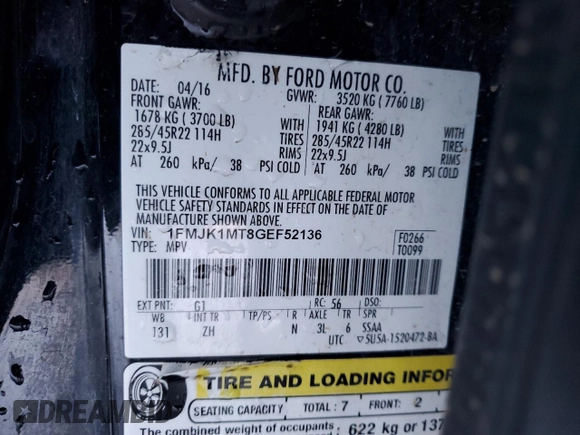 MFD. BY FORD MOTOR CO.
DATE: 04/16 GVWR: 3520 KG ( 7760 LB)
FRONT GAWR: REAR GAWR:
1678 KG ( 3700 LB) WITH 1941 KG ( 4280 LB) WITH
285/45R22 114H TIRES 285/45R22 114H TIRES
22x9.5J RIMS 22x9.5J RIMS
AT 260 kPa/ 38 PSI COLD AT 260 kPa/ 38 PSI COLD
THIS VEHICLE CONFORMS TO ALL APPLICABLE FEDERAL MOTOR
VEHICLE SAFETY STANDARDS IN EFFECT ON THE DATE OF
MANUFACTURE SHOWN ABOVE.
VIN: 1FMJK1MT8GEF52136 F0266
TYPE: MPV T0099
EXT PNT: G1 RC: 56 DSO:
WB INT TR TP/PS R AXLE TR SPR
131 ZH N 3L 6 SSAA
UTC ▽5U5A-1520472-BA
TIRE AND LOADING INFOR
SEATING CAPACITY TOTAL: 7 FRONT: 2
The combined weight of occupants 622 kg or 137
DREAMBID